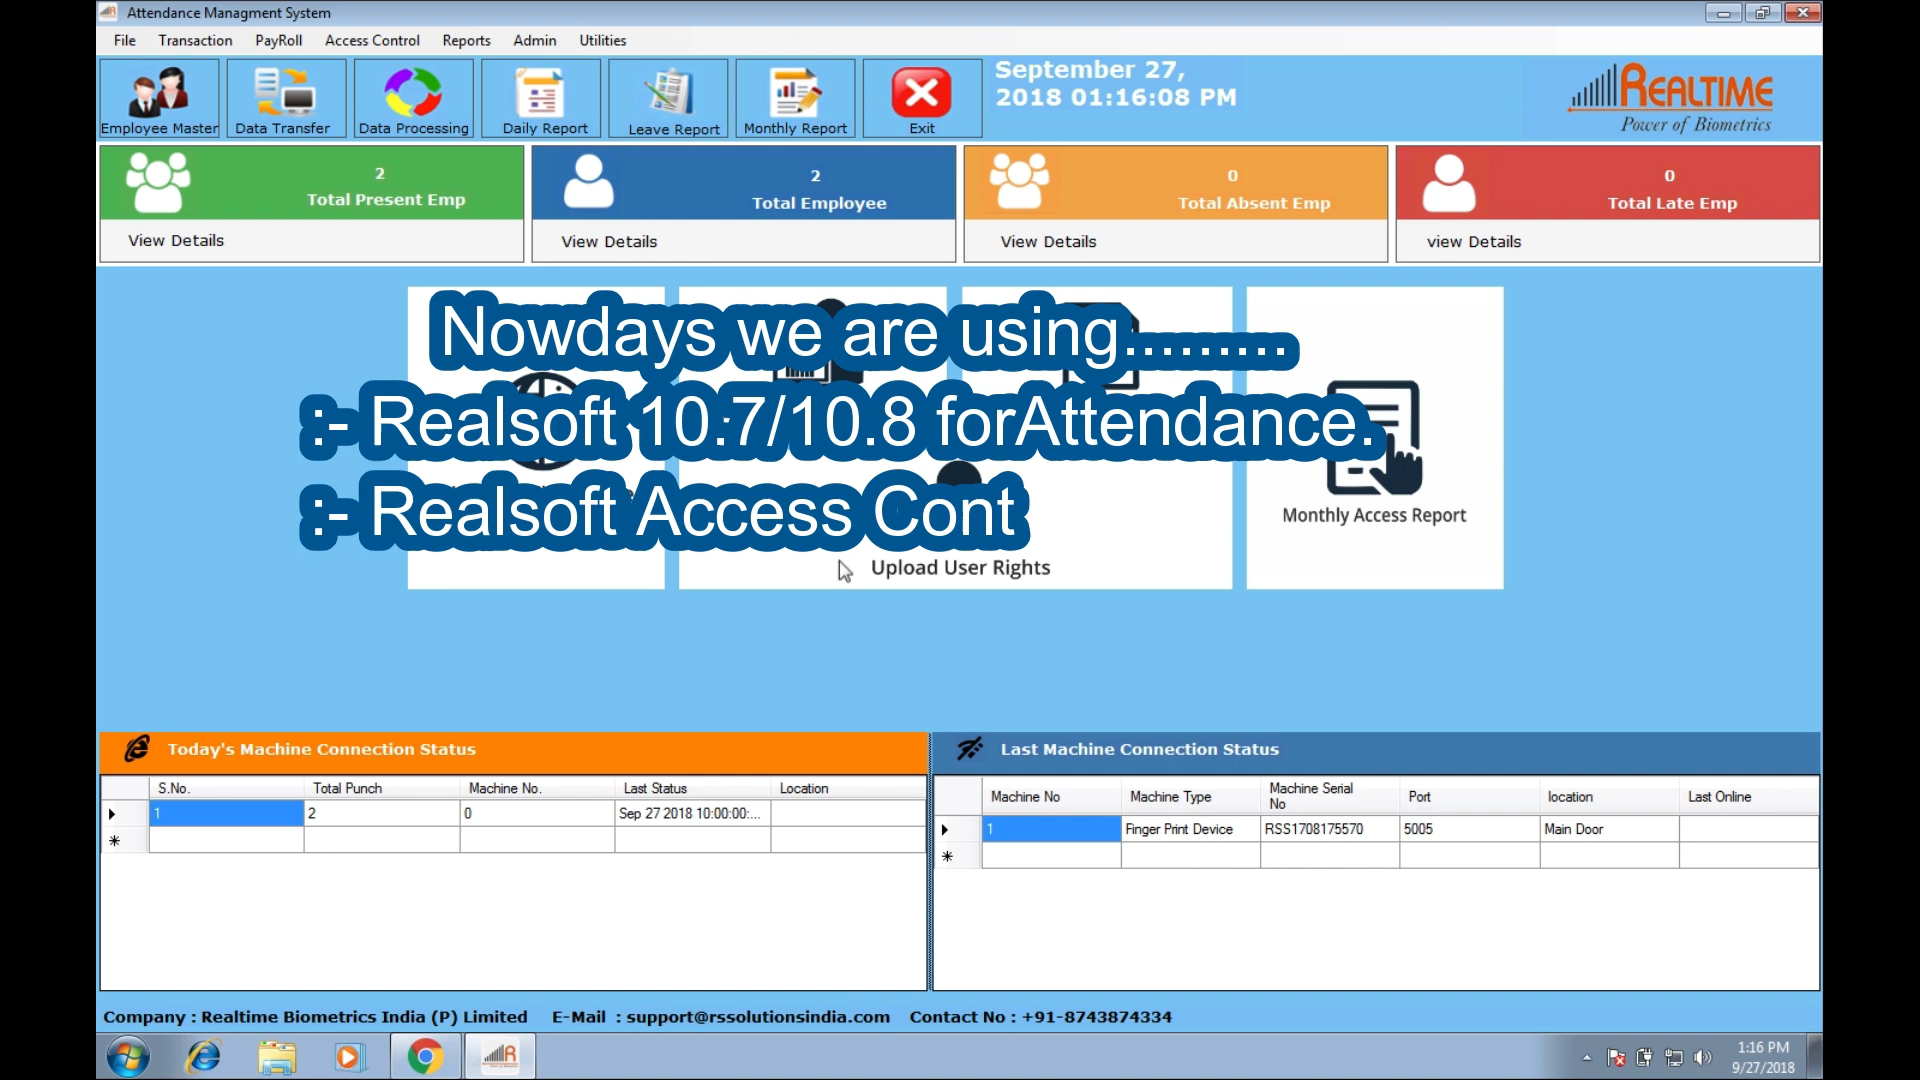 Attendance Managment System
File Transaction PayRoll Access Control Reports Admin Utilities
Employee Master Data Transfer Data Processing Daily Report Leave Report Monthly Report Exit
September 27,
2018 01:16:08 PM
REALTIME
Power of Biometrics
2
Total Present Emp
View Details
2
Total Employee
View Details
0
Total Absent Emp
View Details
0
Total Late Emp
view Details
Nowdays we are using.........
:- Realsoft 10.7/10.8 forAttendance.
:- Realsoft Access Cont
Monthly Access Report
Upload User Rights
Today's Machine Connection Status
S.No. Total Punch Machine No. Last Status Location
1 2 0 Sep 27 2018 10:00:00:...
Last Machine Connection Status
Machine No Machine Type Machine Serial No Port location Last Online
1 Finger Print Device RSS1708175570 5005 Main Door
Company : Realtime Biometrics India (P) Limited E-Mail : support@rssolutionsindia.com Contact No : +91-8743874334
1:16 PM
9/27/2018